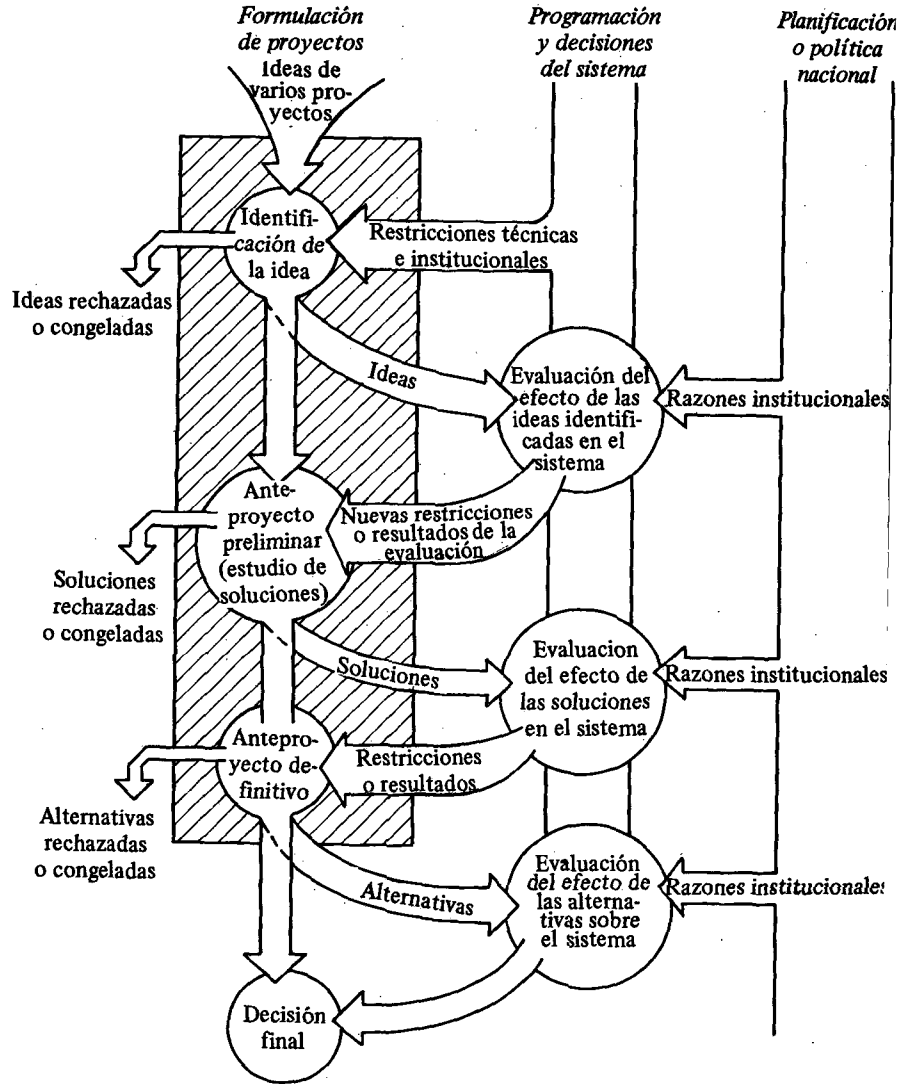 Formulación
de proyectos
Ideas de
varios pro-
yectos
Programación
y decisiones
del sistema
Planificación
o política
nacional
Identifi-
cación de
la idea
Restricciones técnicas
e institucionales
Ideas rechazadas
o congeladas
Ideas
Evaluación del
efecto de las
ideas identifi-
cadas en el
sistema
Razones institucionales
Ante-
proyecto
preliminar
(estudio de
soluciones)
Nuevas restricciones
o resultados de la
evaluación
Soluciones
rechazadas
o congeladas
Soluciones
Evaluacion
del efecto de
las soluciones
en el sistema
Razones institucionales
Antepro-
yecto de-
finitivo
Restricciones
o resultados
Alternativas
rechazadas
o congeladas
Alternativas
Evaluación
del efecto de
las alterna-
tivas sobre
el sistema
Razones institucionales
Decisión
final